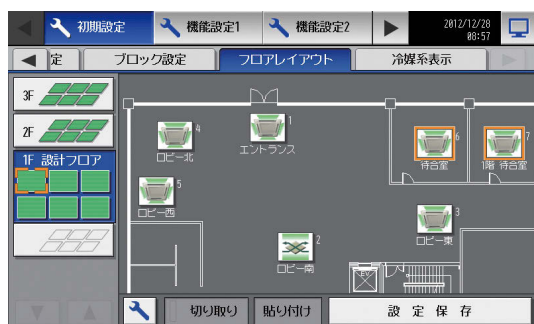 初期設定
機能設定1
機能設定2
2012/12/28
08:57
定
ブロック設定
フロアレイアウト
冷媒系表示
3F
2F
1F 設計フロア
4
ロビー北
1
エントランス
6
待合室
7
1階 待合室
5
ロビー西
3
ロビー東
2
ロビー南
EV
切り取り
貼り付け
設 定 保 存